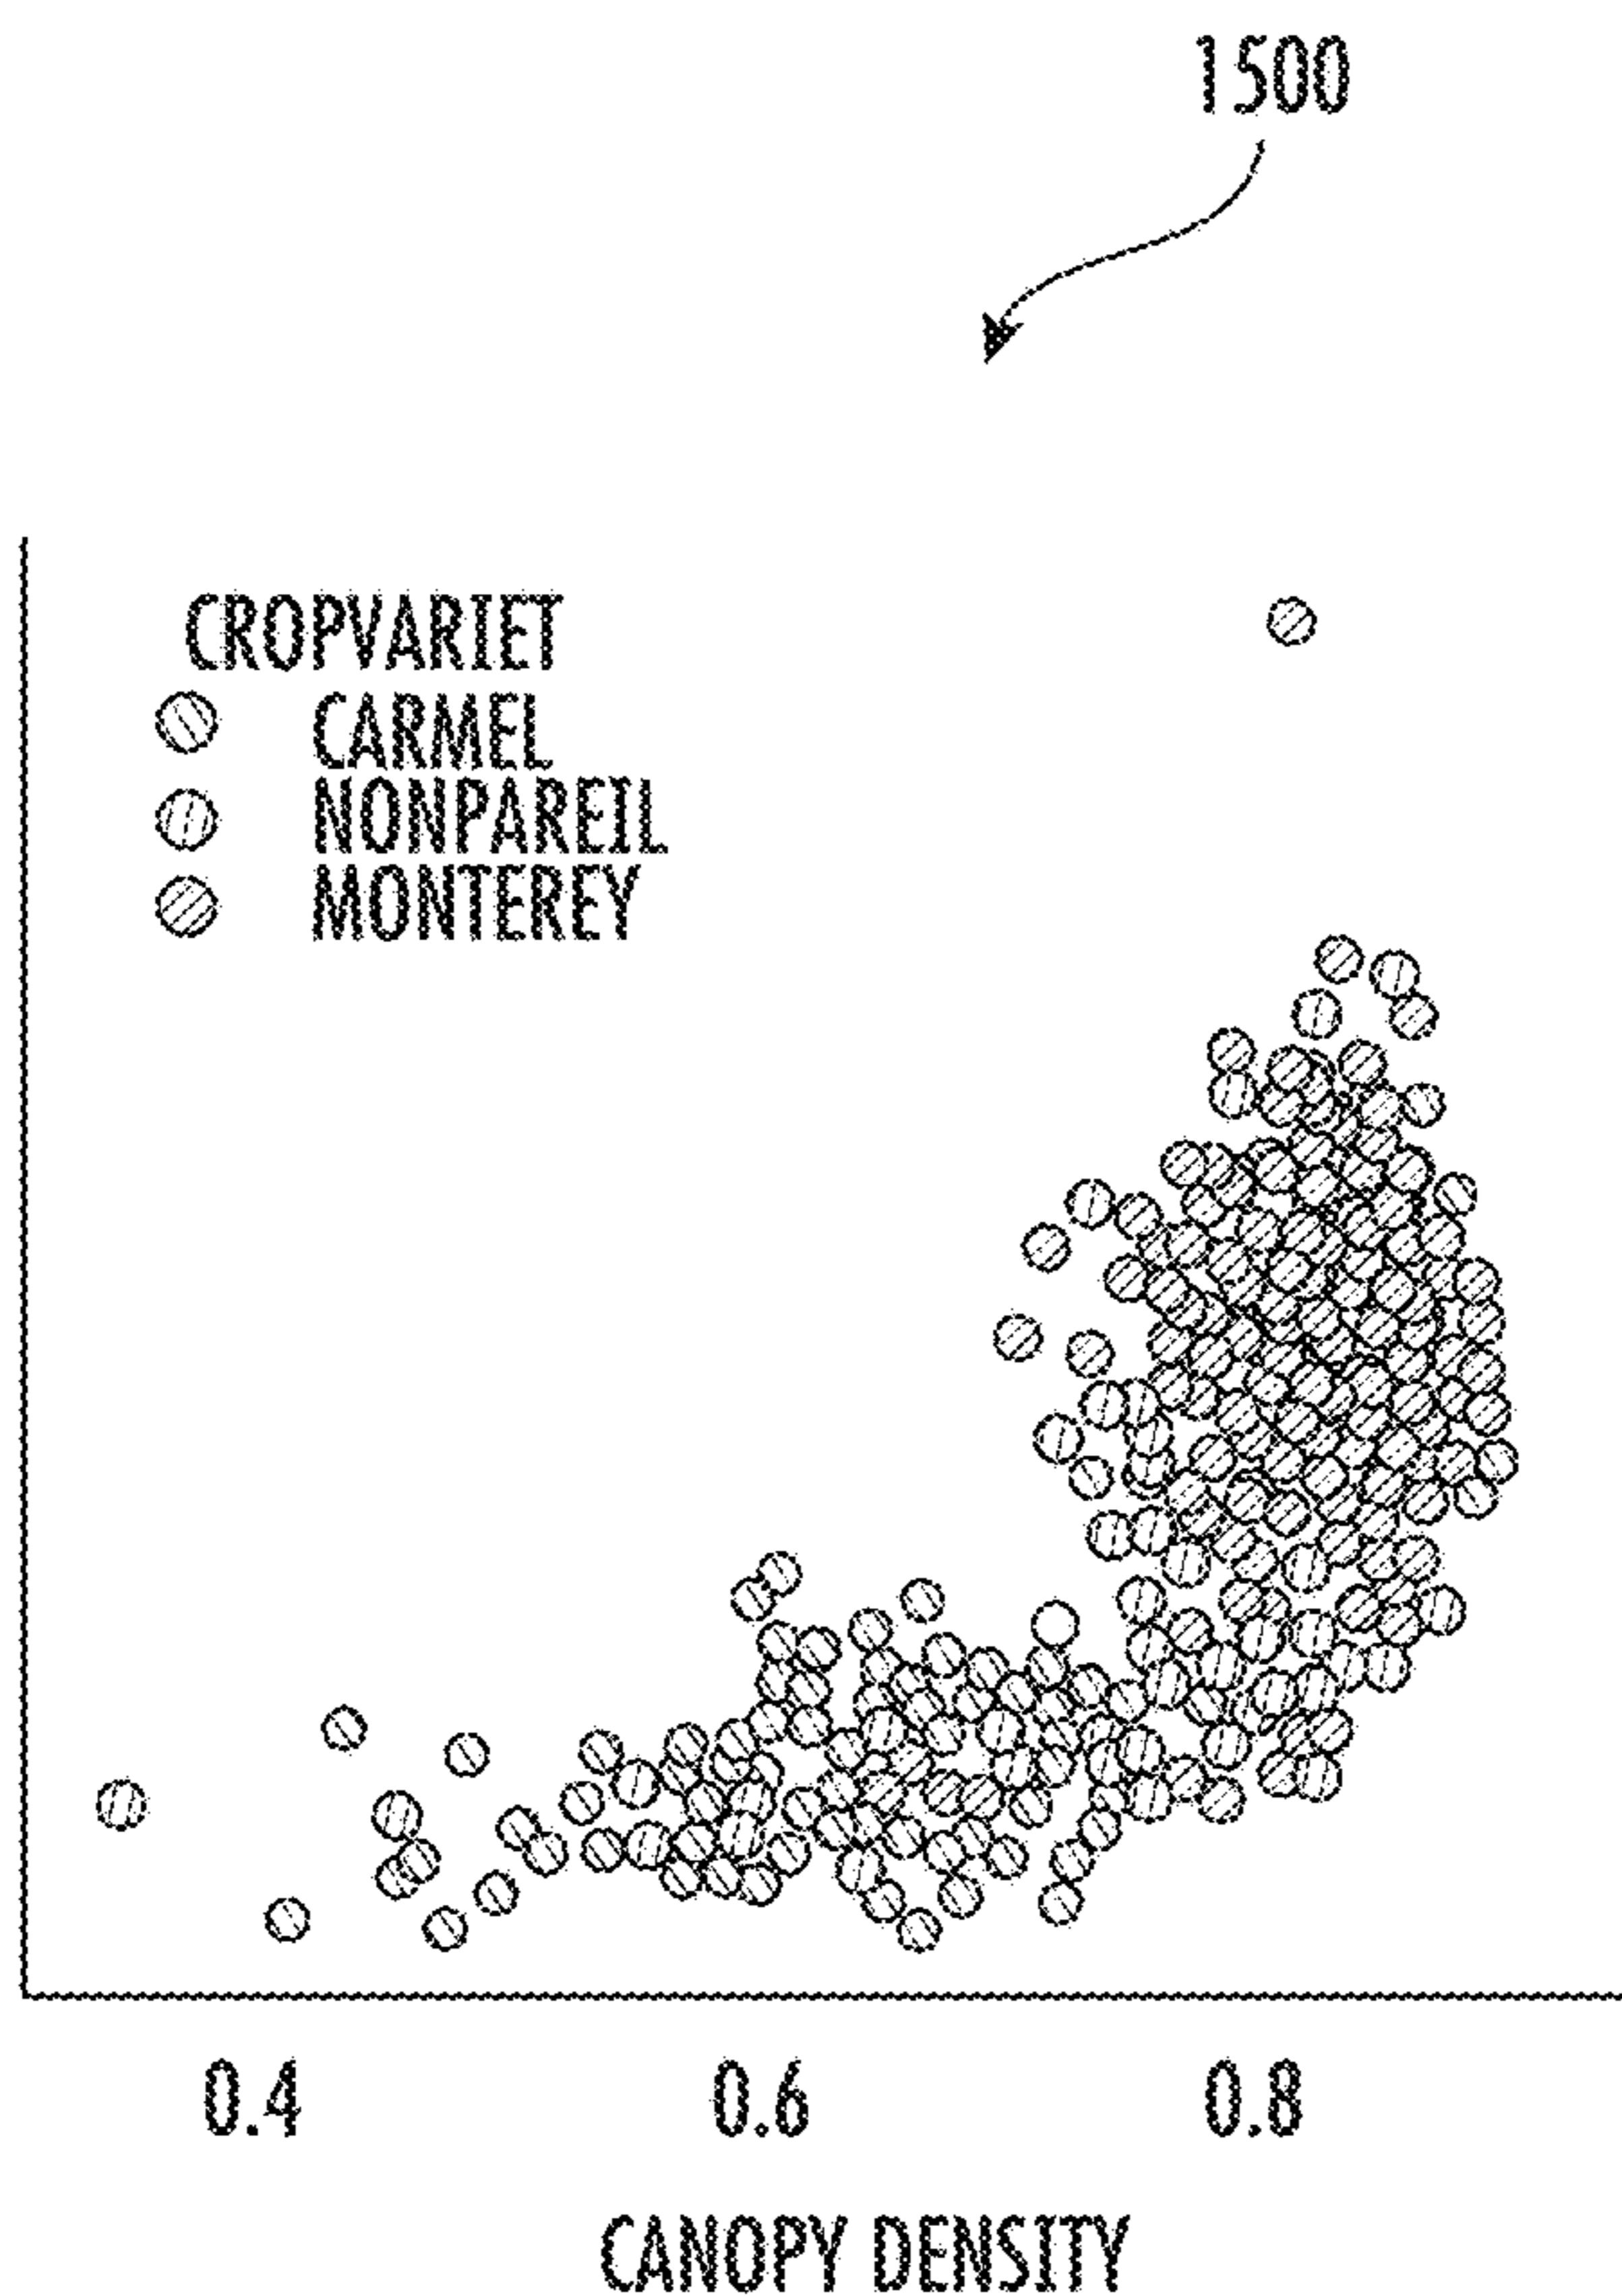 1500
CROPVARIET
CARMEL
NONPAREIL
MONTEREY
0.4 0.6 0.8
CANOPY DENSITY